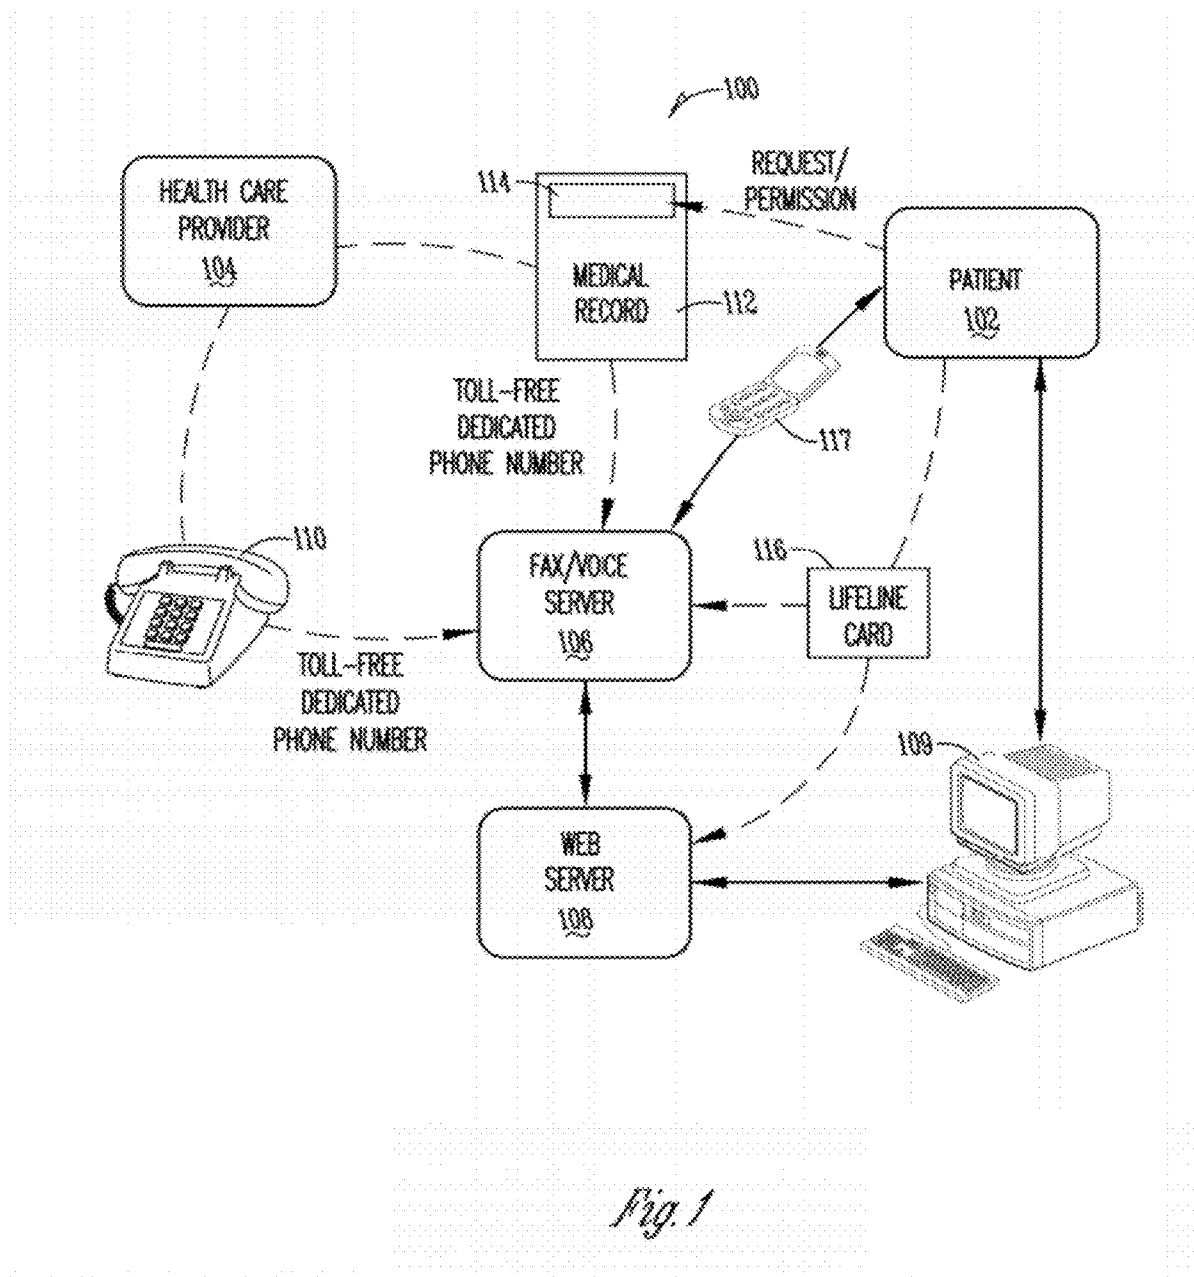 100
HEALTH CARE
PROVIDER
104
114
REQUEST/
PERMISSION
MEDICAL
RECORD
112
PATIENT
102
TOLL-FREE
DEDICATED
PHONE NUMBER
117
110
FAX/VOICE
SERVER
106
116
LIFELINE
CARD
TOLL-FREE
DEDICATED
PHONE NUMBER
109
WEB
SERVER
108
Fig. 1